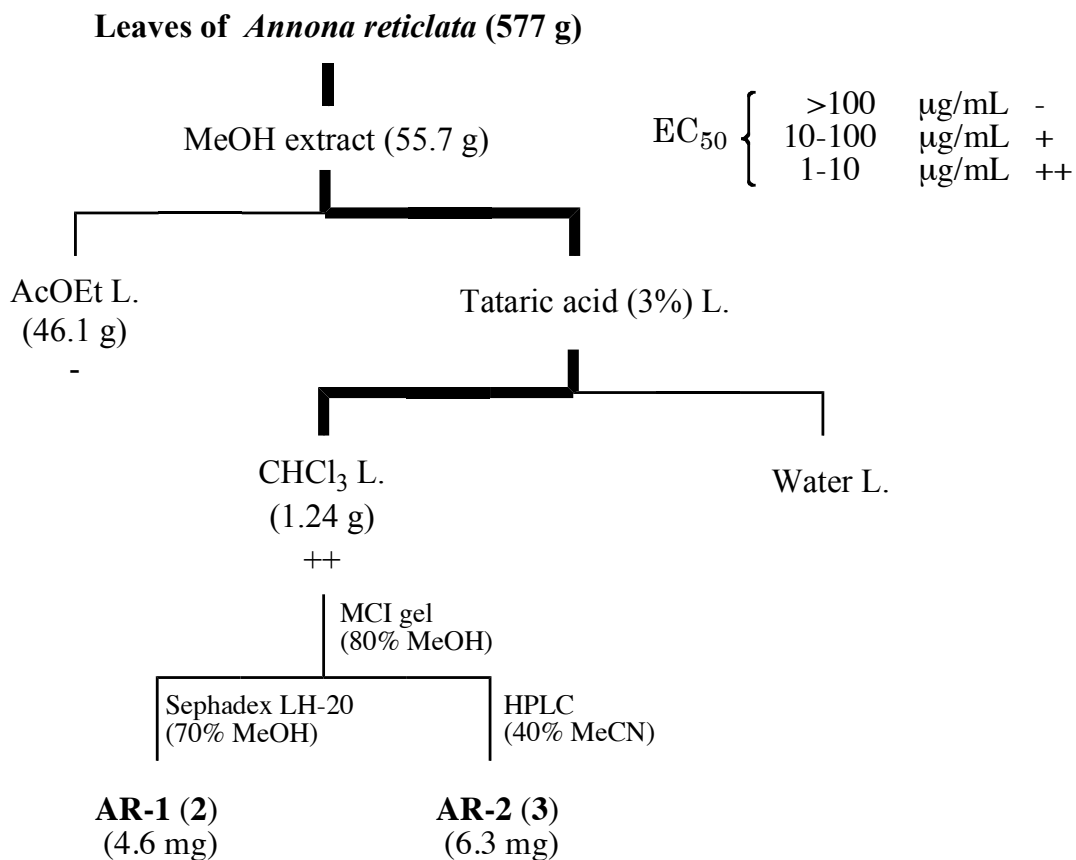 Leaves of Annona reticlata (577 g)
EC50 { >100 μg/mL -
10-100 μg/mL +
1-10 μg/mL ++
MeOH extract (55.7 g)
AcOEt L.
(46.1 g)
-
Tataric acid (3%) L.
CHCl3 L.
(1.24 g)
++
Water L.
MCI gel
(80% MeOH)
Sephadex LH-20
(70% MeOH)
HPLC
(40% MeCN)
AR-1 (2)
(4.6 mg)
AR-2 (3)
(6.3 mg)